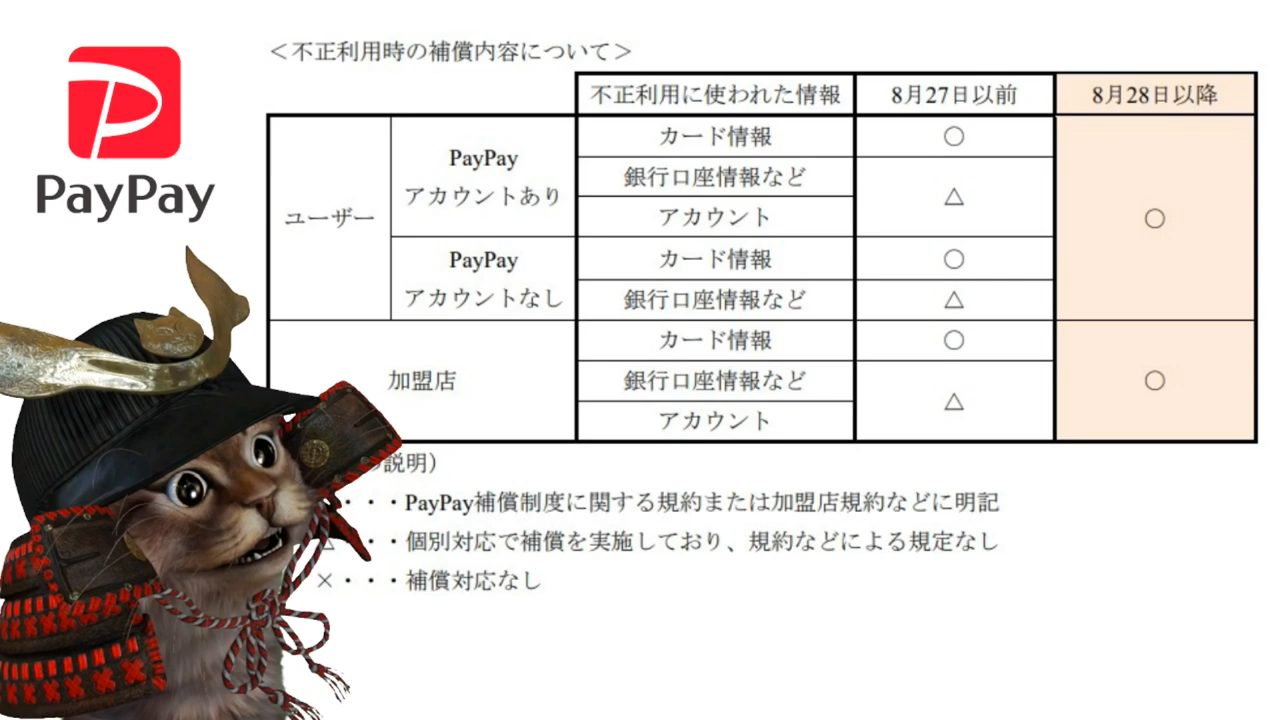 PayPay
＜不正利用時の補償内容について＞
不正利用に使われた情報 8月27日以前 8月28日以降
ユーザー
PayPay
アカウントあり
カード情報 ○
銀行口座情報など
アカウント
△
○
PayPay
アカウントなし
カード情報 ○
銀行口座情報など △
加盟店
カード情報 ○
銀行口座情報など
アカウント
△
○
説明）
・・・PayPay補償制度に関する規約または加盟店規約などに明記
△・・・個別対応で補償を実施しており、規約などによる規定なし
×・・・補償対応なし